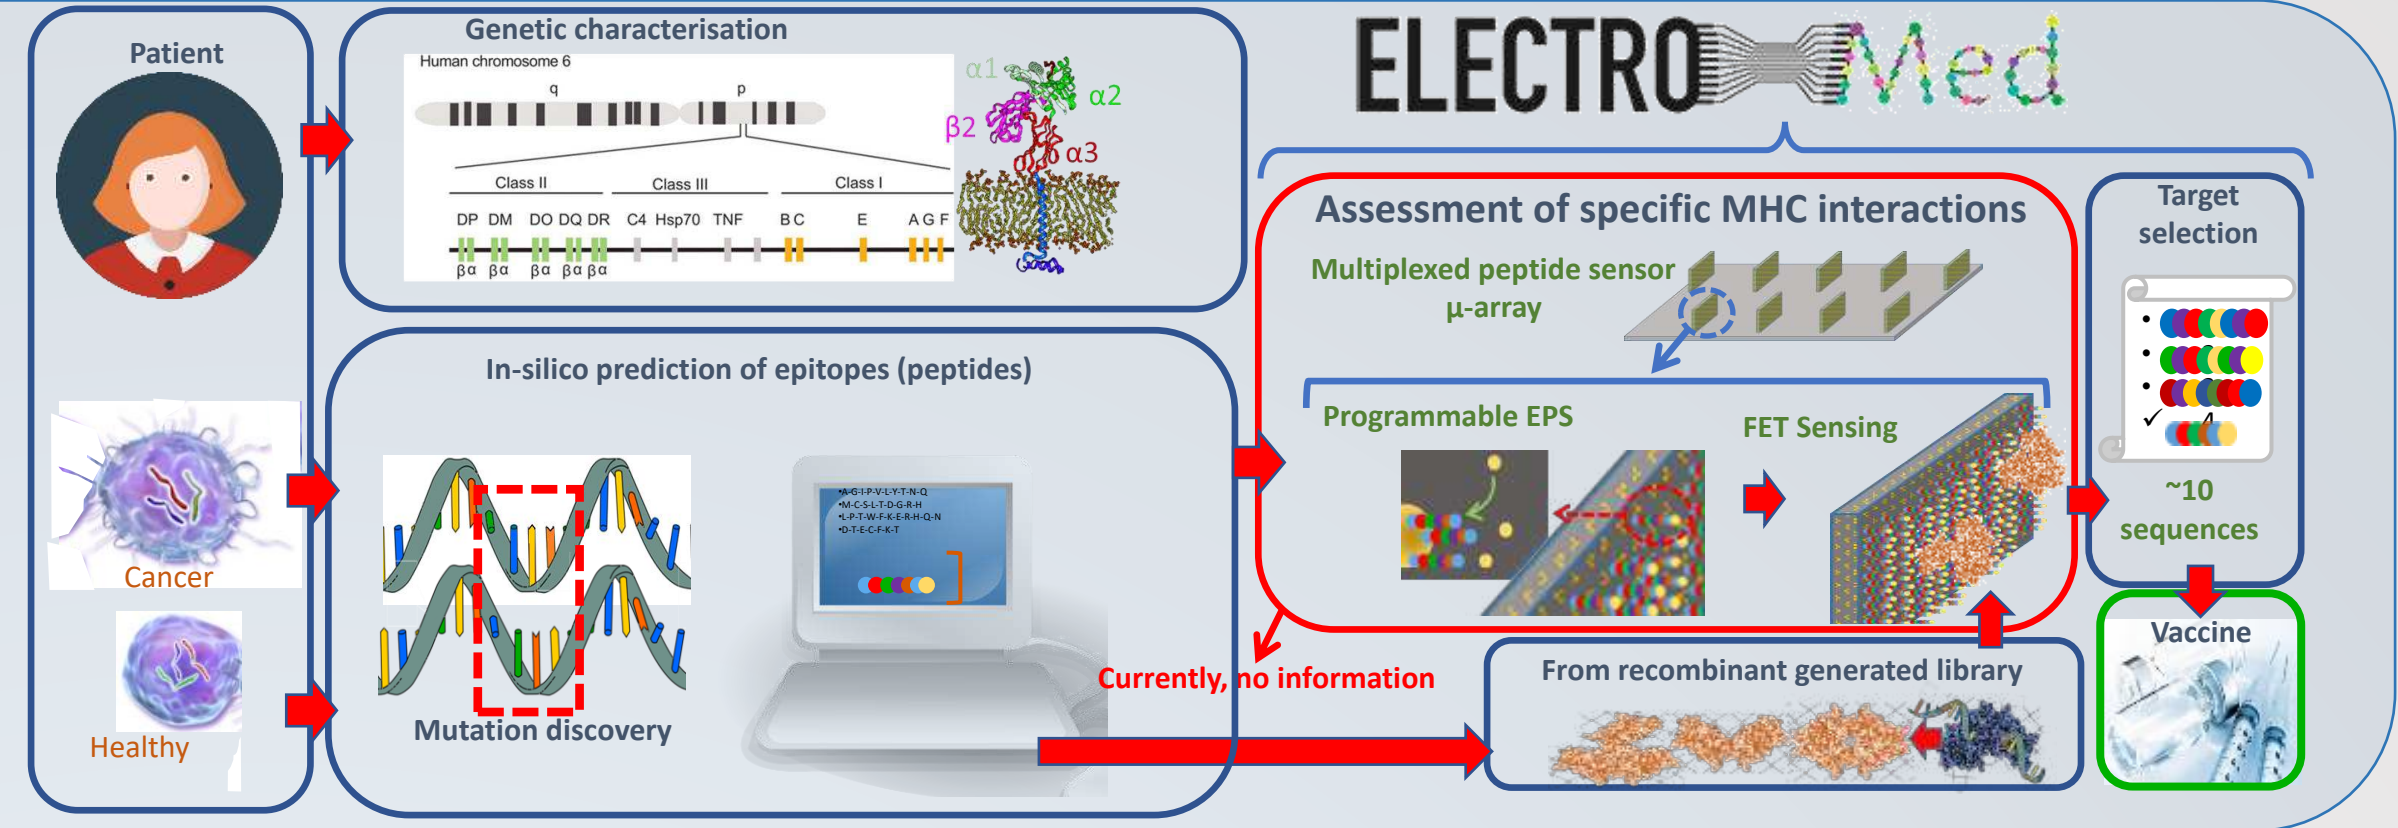 Patient
Cancer
Healthy
Genetic characterisation
Human chromosome 6
q
p
Class II
Class III
Class I
DP DM DO DQ DR C4 Hsp70 TNF B C E A G F
βα βα βα βα βα
α1
α2
β2
α3
In-silico prediction of epitopes (peptides)
•A-G-I-P-V-L-Y-T-N-Q
•M-C-S-L-T-D-G-R-H
•L-P-T-W-F-K-E-R-H-Q-N
•D-T-E-C-F-K-T
Mutation discovery
ELECTRO Med
Assessment of specific MHC interactions
Multiplexed peptide sensor
μ-array
Programmable EPS
FET Sensing
Currently, no information
From recombinant generated library
Target
selection
~10
sequences
Vaccine